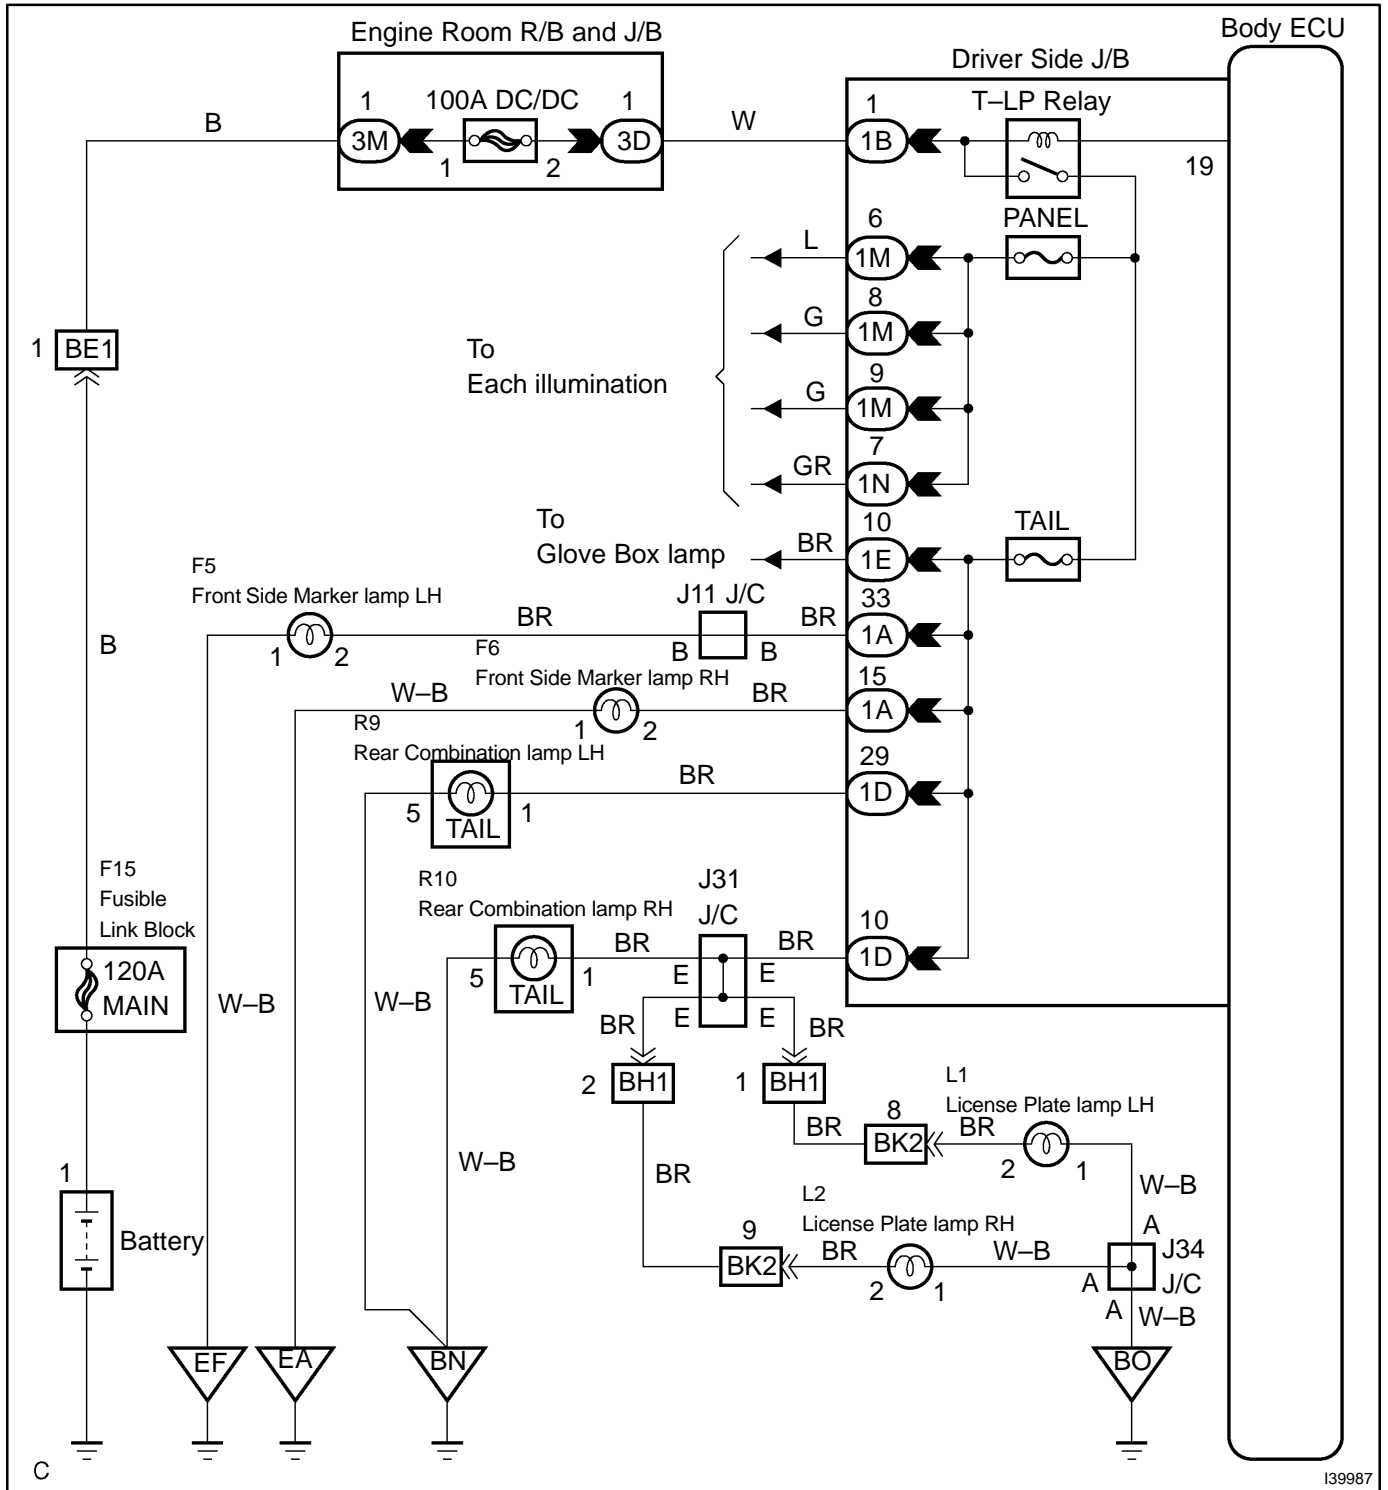 Body ECU
Engine Room R/B and J/B
Driver Side J/B
1
100A DC/DC
1
1
T–LP Relay
B
3M
3D
W
1B
1
2
19
6
PANEL
L
1M
8
G
1M
1
BE1
To
Each illumination
9
G
1M
7
GR
1N
To
Glove Box lamp
10
TAIL
BR
1E
F5
Front Side Marker lamp LH
J11 J/C
33
BR
BR
1A
B
1
2
F6
B
B
Front Side Marker lamp RH
15
W–B
BR
1A
R9
1
2
Rear Combination lamp LH
29
BR
1D
5
1
TAIL
F15
Fusible
Link Block
R10
Rear Combination lamp RH
J31
J/C
10
BR
BR
1D
120A
MAIN
5
1
TAIL
E
E
W–B
W–B
E
E
BR
BR
2
BH1
1
BH1
L1
License Plate lamp LH
8
BR
BK2
BR
2
1
1
W–B
BR
W–B
L2
License Plate lamp RH
A
Battery
9
BR
W–B
J34
BK2
J/C
2
1
A
A
W–B
EF
EA
BN
BO
C
I39987